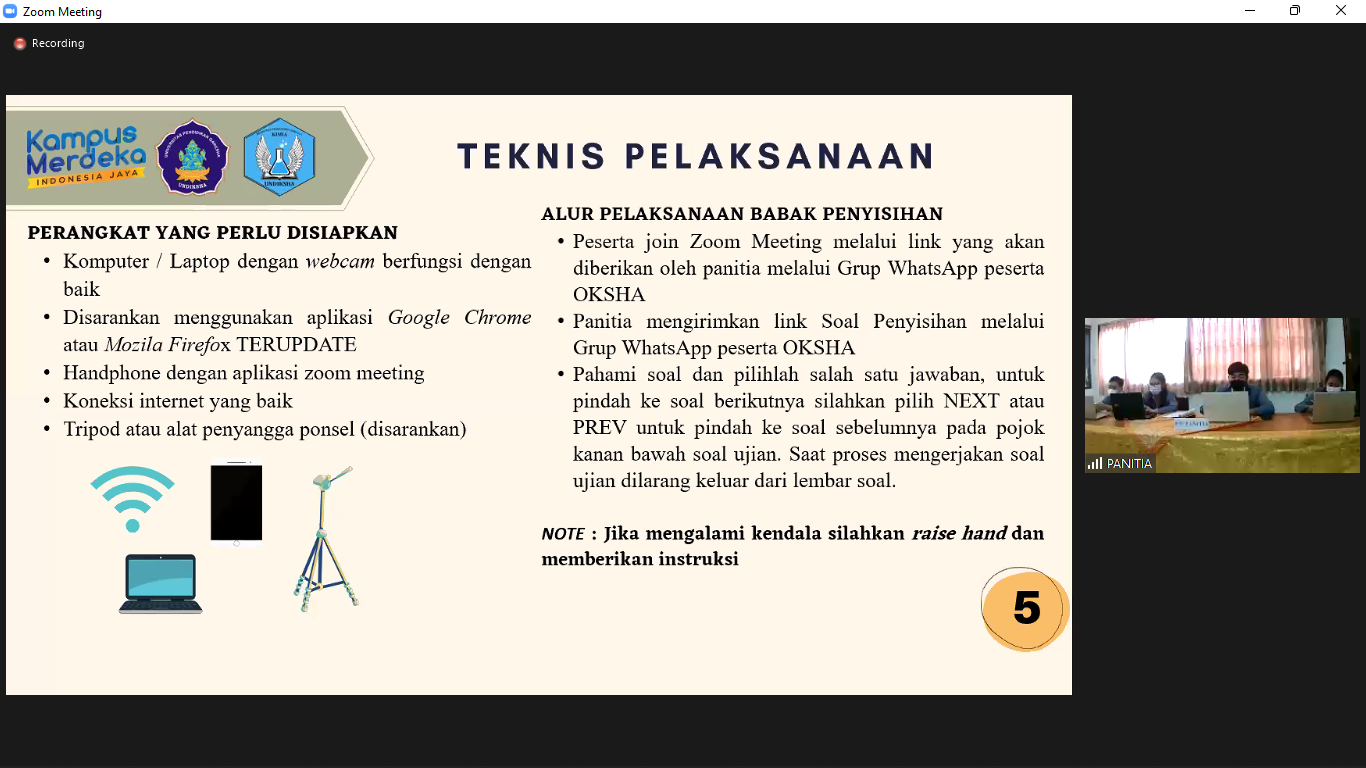 Zoom Meeting
Recording
Kampus
Merdeka
INDONESIA JAYA
UNIVERSITAS PENDIDIKAN GANESHA
UNDIKSHA
KIMIA
UNDIKSHA
TEKNIS PELAKSANAAN
PERANGKAT YANG PERLU DISIAPKAN
• Komputer / Laptop dengan webcam berfungsi dengan
baik
• Disarankan menggunakan aplikasi Google Chrome
atau Mozila Firefox TERUPDATE
• Handphone dengan aplikasi zoom meeting
• Koneksi internet yang baik
• Tripod atau alat penyangga ponsel (disarankan)
ALUR PELAKSANAAN BABAK PENYISIHAN
• Peserta join Zoom Meeting melalui link yang akan
diberikan oleh panitia melalui Grup WhatsApp peserta
OKSHA
• Panitia mengirimkan link Soal Penyisihan melalui
Grup WhatsApp peserta OKSHA
• Pahami soal dan pilihlah salah satu jawaban, untuk
pindah ke soal berikutnya silahkan pilih NEXT atau
PREV untuk pindah ke soal sebelumnya pada pojok
kanan bawah soal ujian. Saat proses mengerjakan soal
ujian dilarang keluar dari lembar soal.
NOTE : Jika mengalami kendala silahkan raise hand dan
memberikan instruksi
5
PANITIA
PANITIA